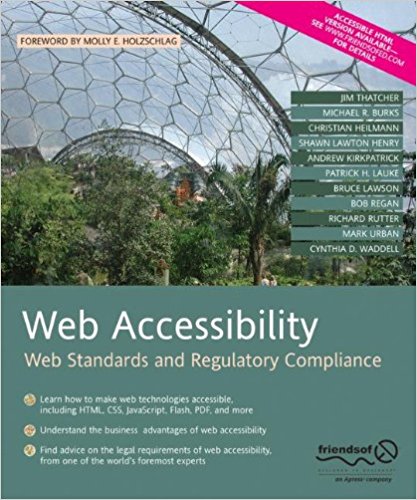 FOREWORD BY MOLLY E. HOLZSCHLAG
ACCESSIBLE HTML
VERSION AVAILABLE—
SEE WWW.FRIENDSOFED.COM
FOR DETAILS
JIM THATCHER
MICHAEL R. BURKS
CHRISTIAN HEILMANN
SHAWN LAWTON HENRY
ANDREW KIRKPATRICK
PATRICK H. LAUKE
BRUCE LAWSON
BOB REGAN
RICHARD RUTTER
MARK URBAN
CYNTHIA D. WADDELL
Web Accessibility
Web Standards and Regulatory Compliance
Learn how to make web technologies accessible,
including HTML, CSS, JavaScript, Flash, PDF, and more
Understand the business advantages of web accessibility
Find advice on the legal requirements of web accessibility,
from one of the world's foremost experts
friendsof
DESIGNER TO DESIGNER™
an Apress® company